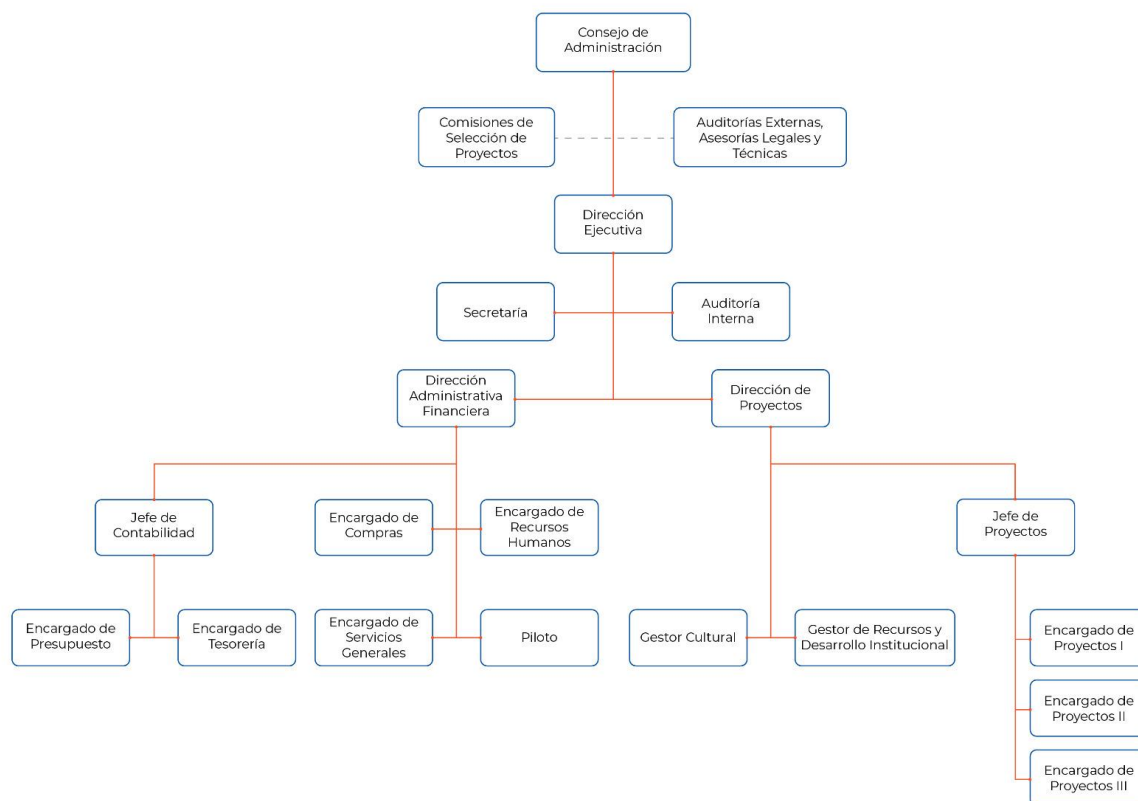 Consejo de
Administración
Comisiones de
Selección de
Proyectos
Auditorías Externas,
Asesorías Legales y
Técnicas
Dirección
Ejecutiva
Secretaría
Auditoría
Interna
Dirección
Administrativa
Financiera
Dirección de
Proyectos
Jefe de
Contabilidad
Encargado de
Compras
Encargado de
Recursos
Humanos
Jefe de
Proyectos
Encargado de
Presupuesto
Encargado de
Tesorería
Encargado de
Servicios
Generales
Piloto
Gestor Cultural
Gestor de Recursos y
Desarrollo Institucional
Encargado de
Proyectos I
Encargado de
Proyectos II
Encargado de
Proyectos III